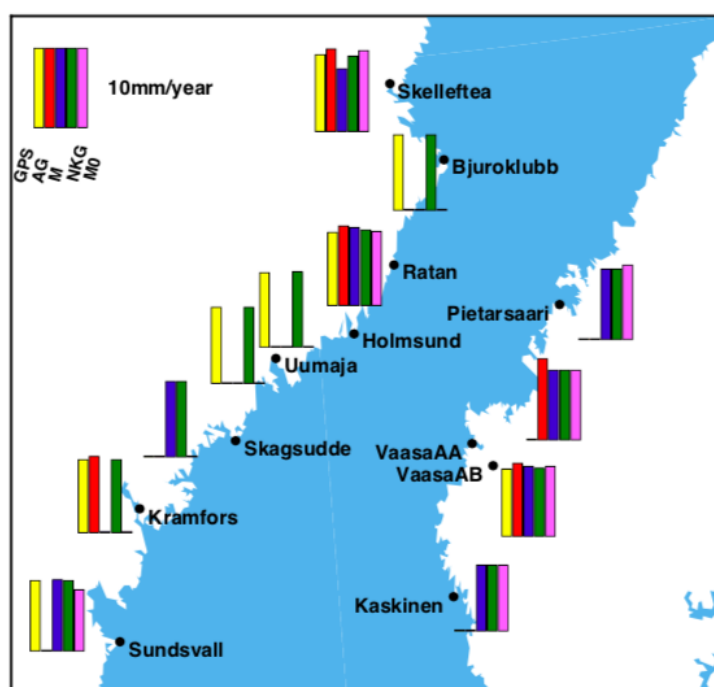 10mm/year
GPS
AG
M
NKG
M0
Skelleftea
Bjuroklubb
Ratan
Pietarsaari
Holmsund
Uumaja
Skagsudde
VaasaAA
VaasaAB
Kramfors
Kaskinen
Sundsvall